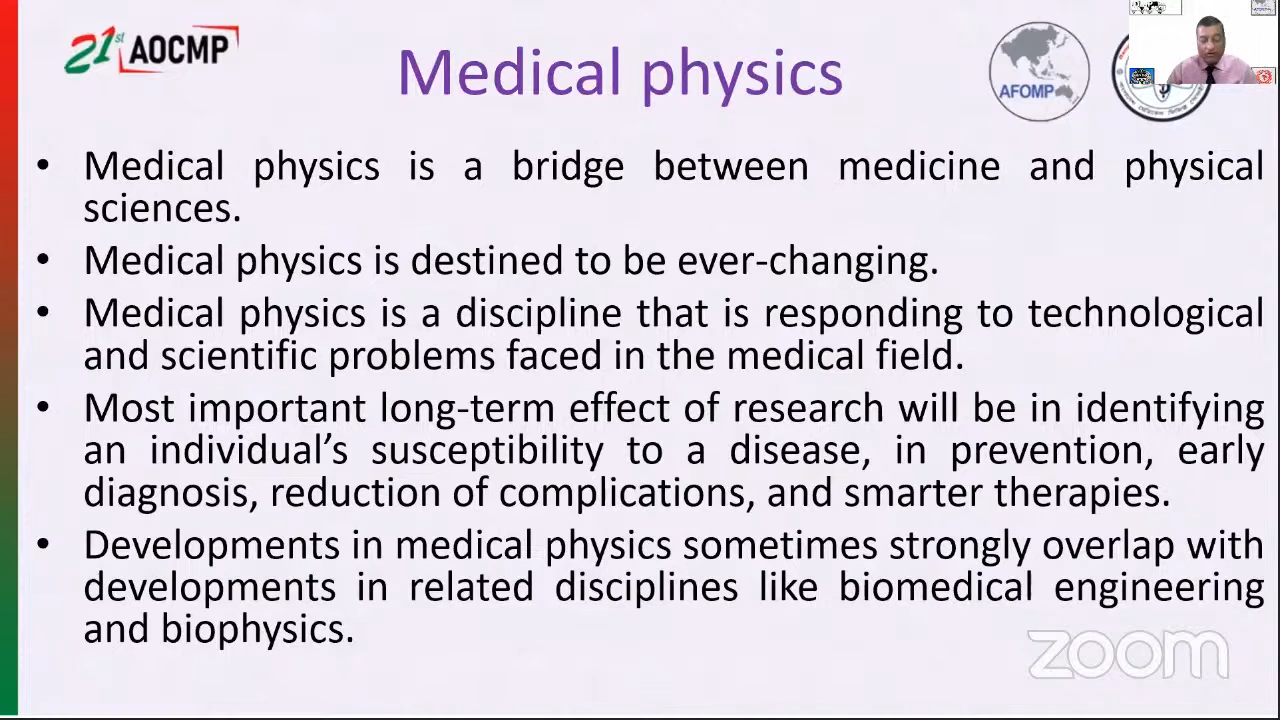 21st AOCMP
Medical physics
AFOMP
• Medical physics is a bridge between medicine and physical
sciences.
• Medical physics is destined to be ever-changing.
• Medical physics is a discipline that is responding to technological
and scientific problems faced in the medical field.
• Most important long-term effect of research will be in identifying
an individual’s susceptibility to a disease, in prevention, early
diagnosis, reduction of complications, and smarter therapies.
• Developments in medical physics sometimes strongly overlap with
developments in related disciplines like biomedical engineering
and biophysics.
zoom